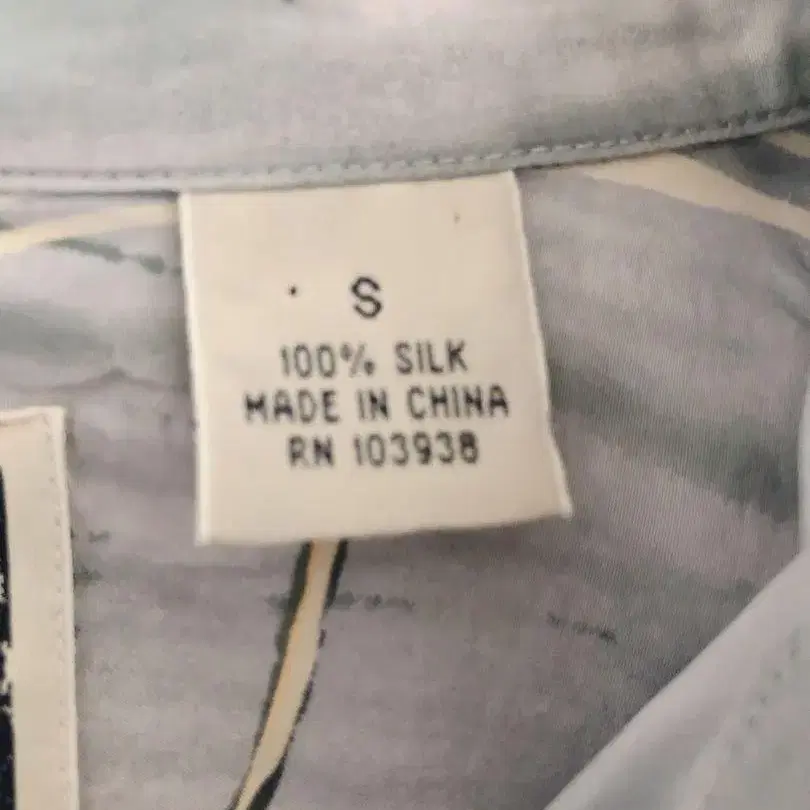 S
100% SILK
MADE IN CHINA
RN 103938